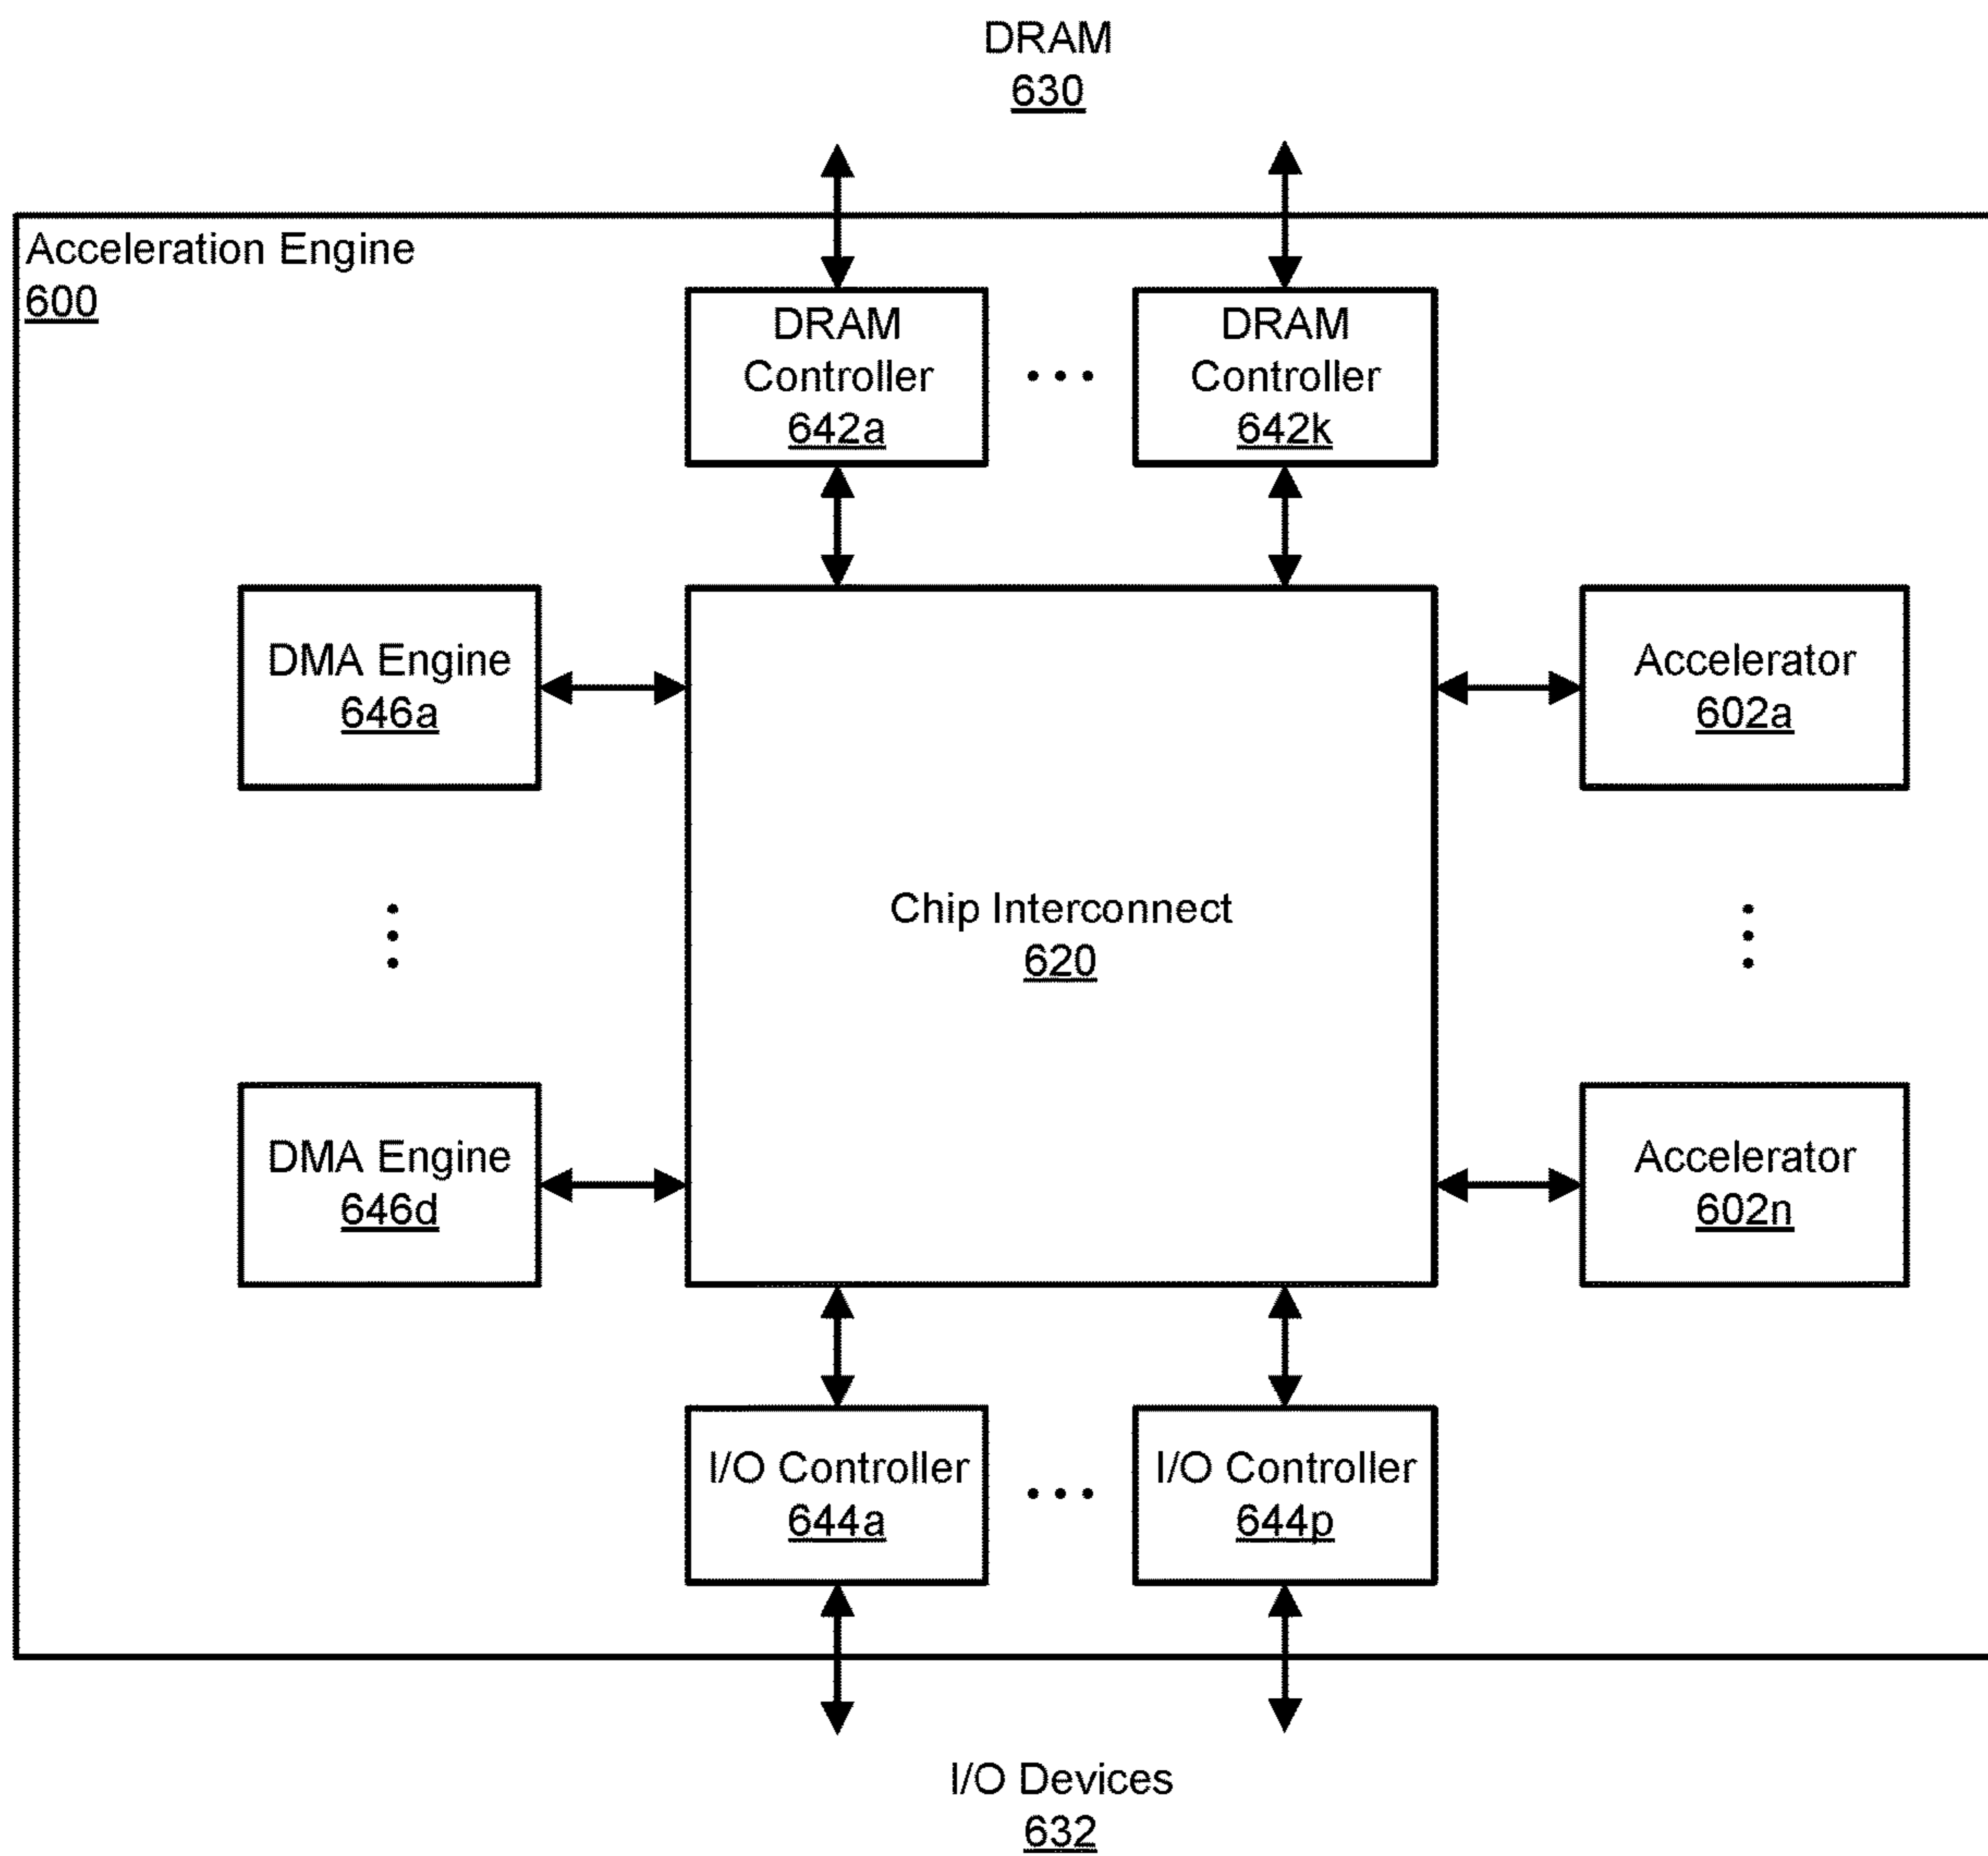 DRAM
630
Acceleration Engine
600
DRAM
Controller
642a
DRAM
Controller
642k
DMA Engine
646a
Accelerator
602a
Chip Interconnect
620
DMA Engine
646d
Accelerator
602n
I/O Controller
644a
I/O Controller
644p
I/O Devices
632